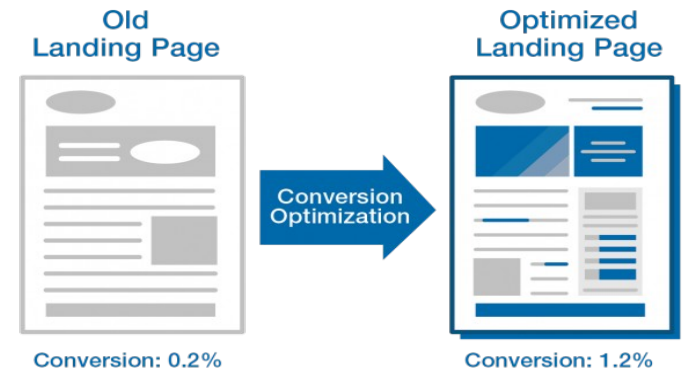 Old
Landing Page
Optimized
Landing Page
Conversion
Optimization
Conversion: 0.2%
Conversion: 1.2%